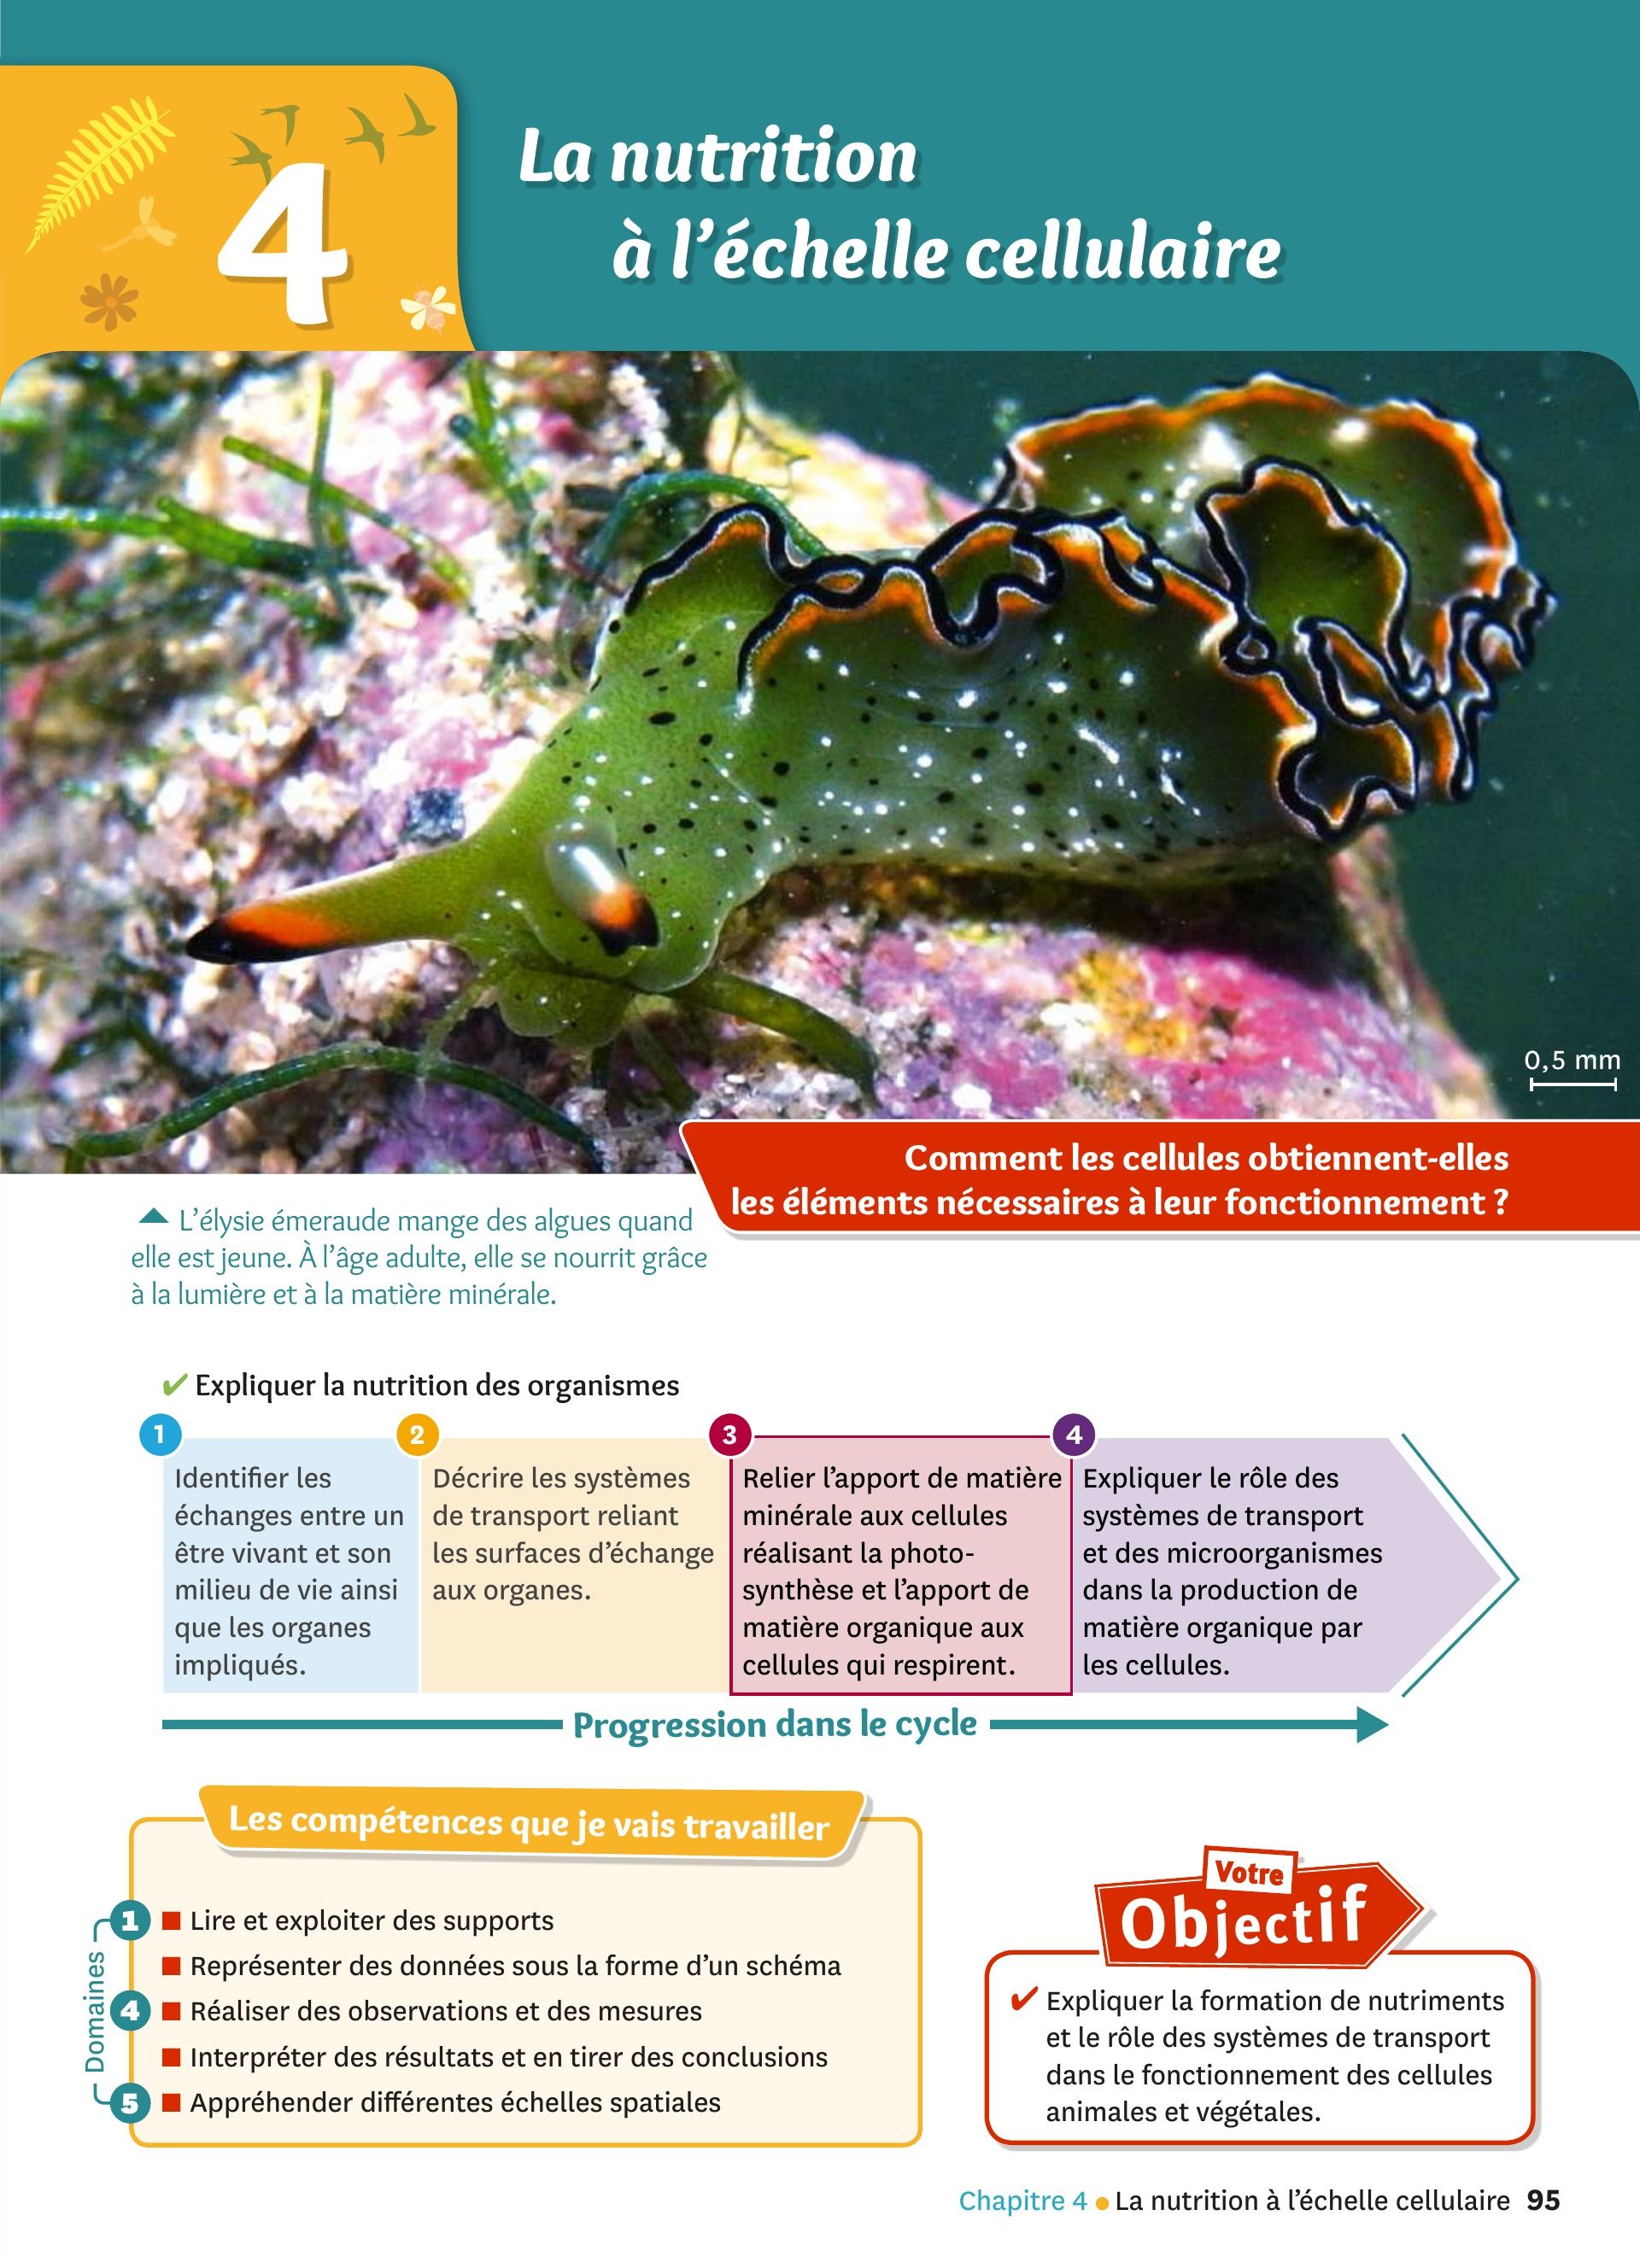 4
La nutrition
à l'échelle cellulaire
0,5 mm
Comment les cellules obtiennent-elles
les éléments nécessaires à leur fonctionnement ?
L'élysie émeraude mange des algues quand
elle est jeune. À l'âge adulte, elle se nourrit grâce
à la lumière et à la matière minérale.
✔ Expliquer la nutrition des organismes
1
Identifier les
échanges entre un
être vivant et son
milieu de vie ainsi
que les organes
impliqués.
2
Décrire les systèmes
de transport reliant
les surfaces d'échange
aux organes.
3
Relier l'apport de matière
minérale aux cellules
réalisant la photo-
synthèse et l'apport de
matière organique aux
cellules qui respirent.
4
Expliquer le rôle des
systèmes de transport
et des microorganismes
dans la production de
matière organique par
les cellules.
Progression dans le cycle
Les compétences que je vais travailler
Domaines
1 ■ Lire et exploiter des supports
■ Représenter des données sous la forme d'un schéma
4 ■ Réaliser des observations et des mesures
■ Interpréter des résultats et en tirer des conclusions
5 ■ Appréhender différentes échelles spatiales
Votre
Objectif
✔ Expliquer la formation de nutriments
et le rôle des systèmes de transport
dans le fonctionnement des cellules
animales et végétales.
Chapitre 4 ● La nutrition à l'échelle cellulaire 95